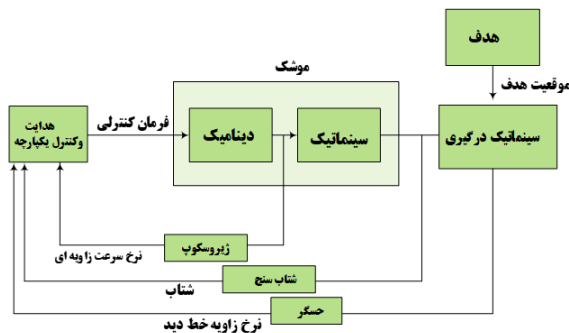 هدف
موقعیت هدف
موشک
هدایت
وکنترل یکپارچه
فرمان کنترلی
دینامیک
سینماتیک
سینماتیک درگیری
ژیروسکوپ
نرخ سرعت زاویه ای
شتاب سنج
شتاب
حسگر
نرخ زاویه خط دید